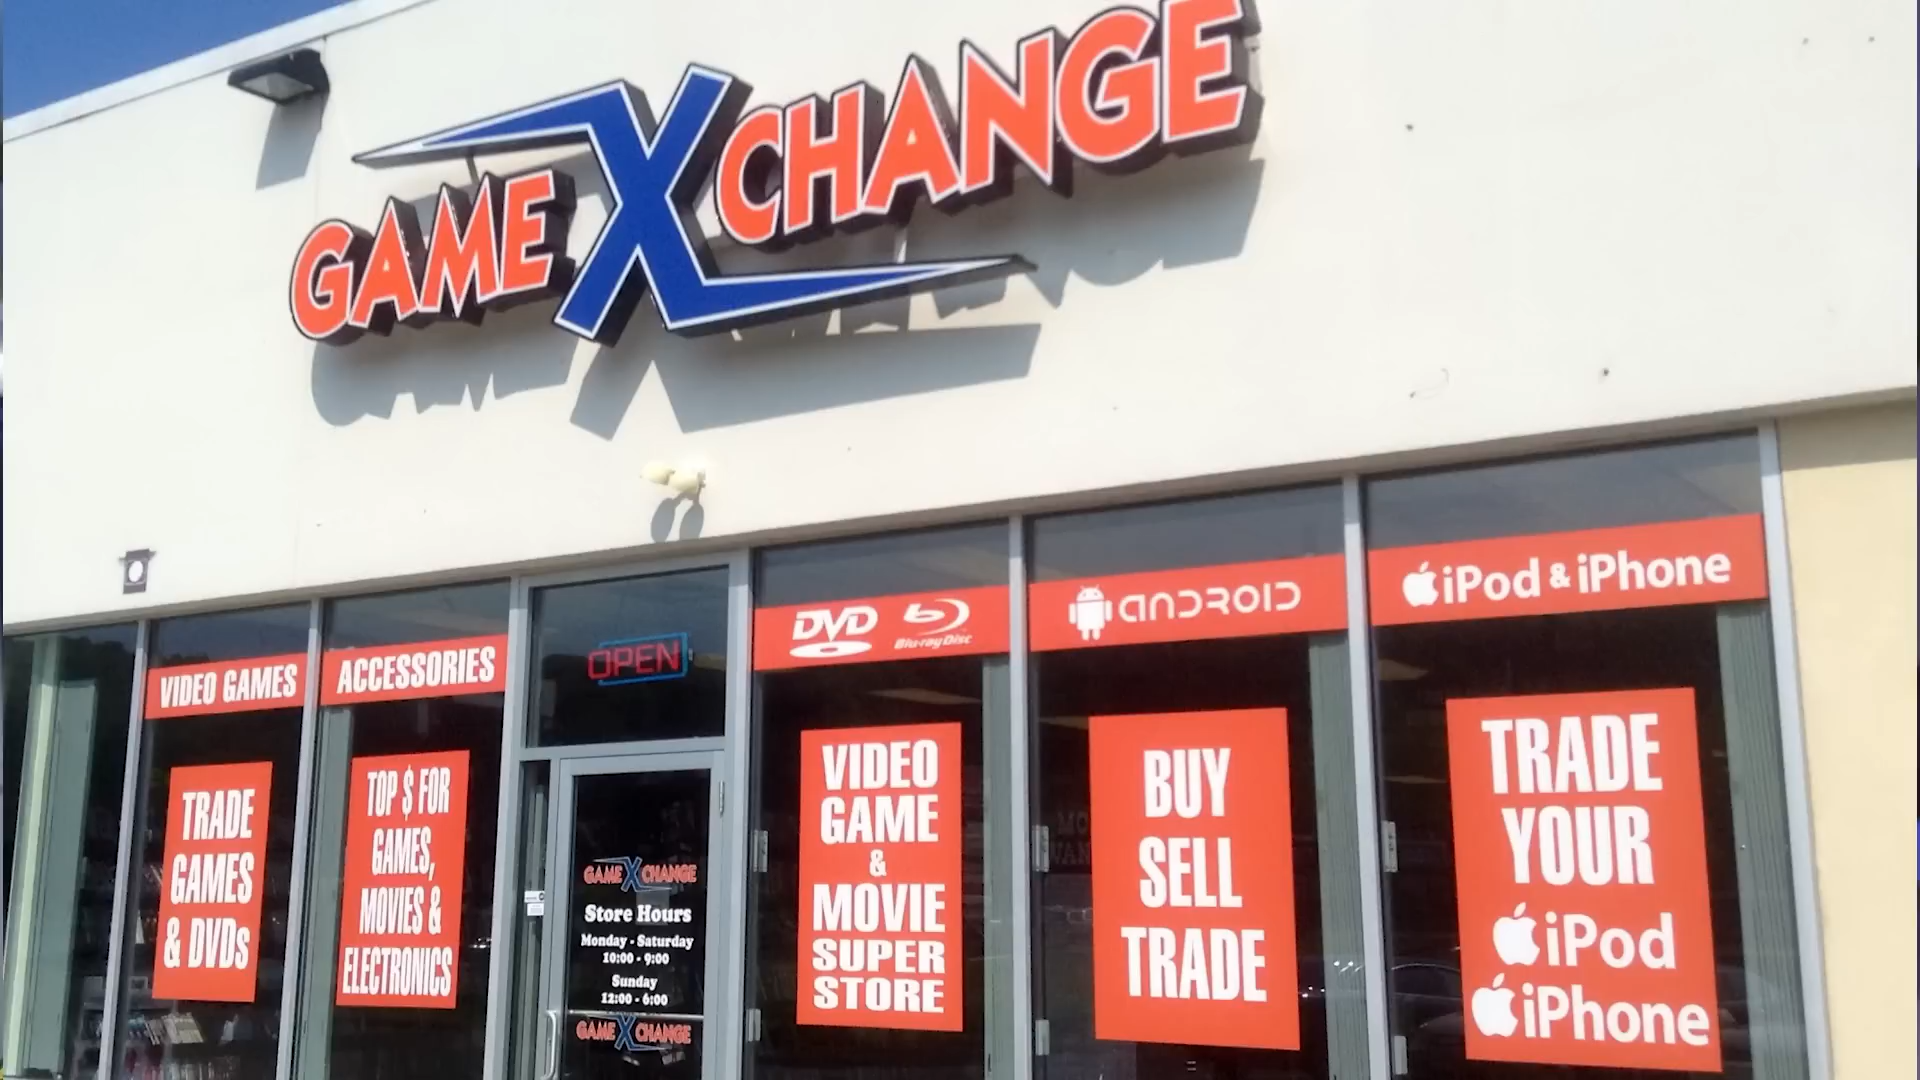 GAME X CHANGE
VIDEO GAMES
ACCESSORIES
OPEN
DVD
Blu-ray Disc
ANDROID
iPod & iPhone
TRADE
GAMES
& DVDs
TOP $ FOR
GAMES,
MOVIES &
ELECTRONICS
GAME X CHANGE
Store Hours
Monday - Saturday
10:00 - 9:00
Sunday
12:00 - 6:00
GAME X CHANGE
VIDEO
GAME
&
MOVIE
SUPER
STORE
BUY
SELL
TRADE
TRADE
YOUR
iPod
iPhone